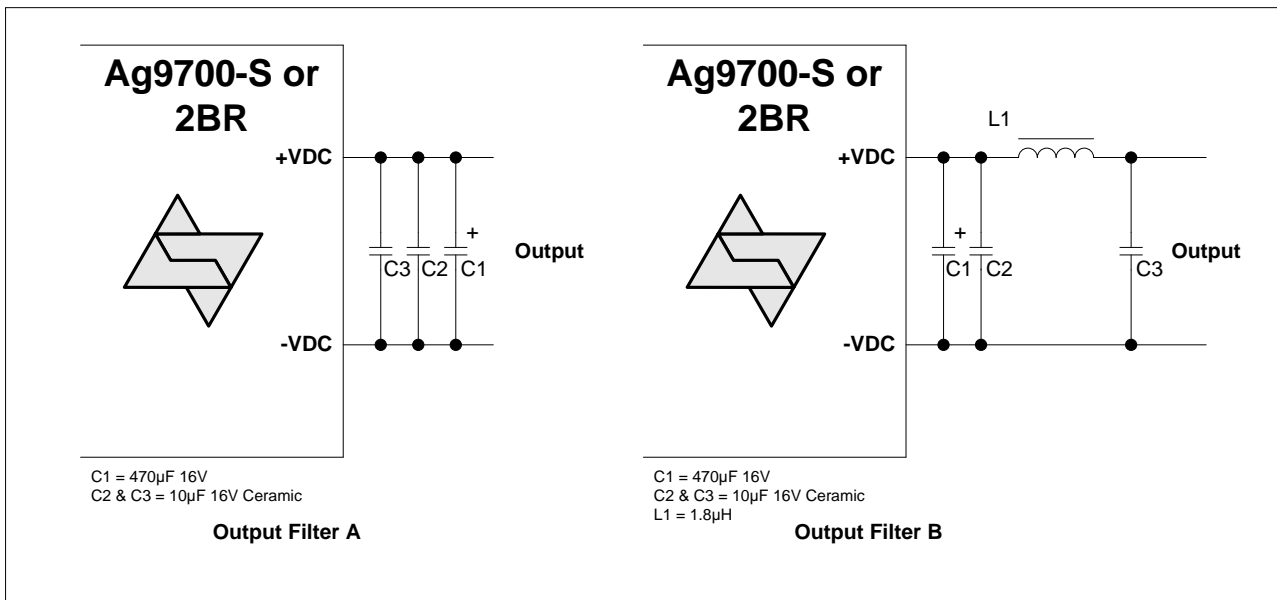 Ag9700-S or
2BR
+VDC
C3
C2
+
C1
Output
-VDC
C1 = 470µF 16V
C2 & C3 = 10µF 16V Ceramic
Output Filter A
Ag9700-S or
2BR
L1
+VDC
+
C1
C2
C3
Output
-VDC
C1 = 470µF 16V
C2 & C3 = 10µF 16V Ceramic
L1 = 1.8µH
Output Filter B